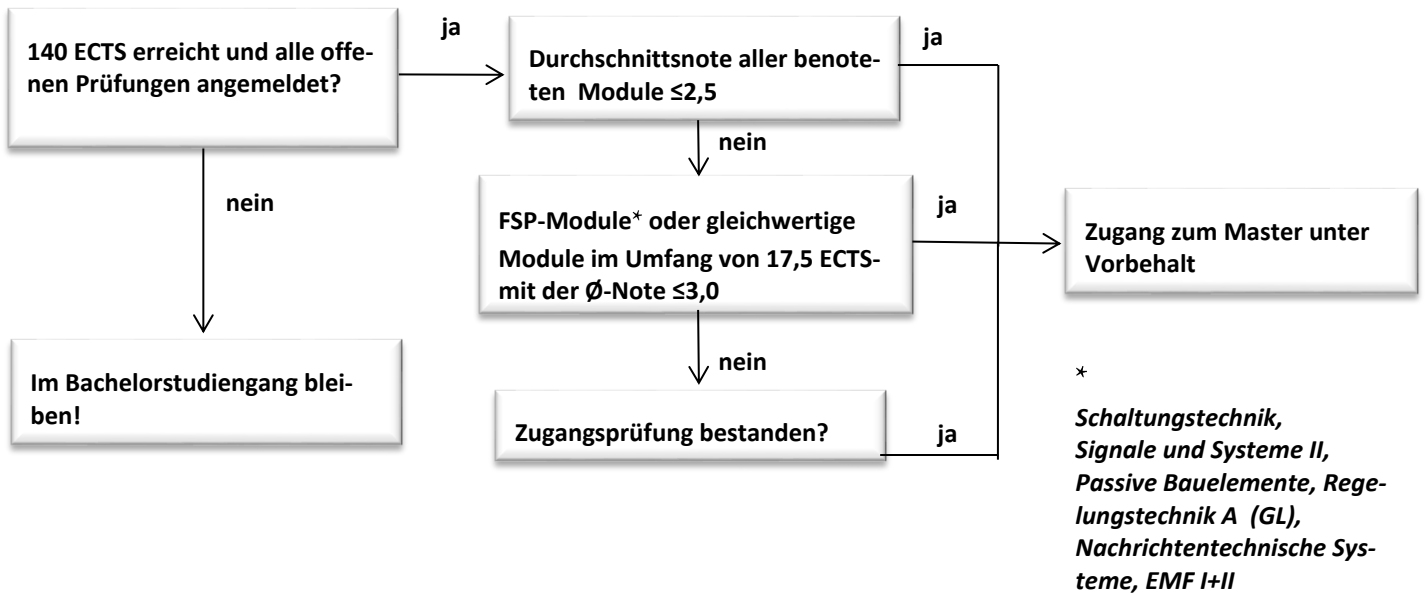 140 ECTS erreicht und alle offe-
nen Prüfungen angemeldet?
ja
Durchschnittsnote aller benote-
ten Module ≤2,5
ja
nein
nein
FSP-Module* oder gleichwertige
Module im Umfang von 17,5 ECTS-
mit der Ø-Note ≤3,0
ja
Zugang zum Master unter
Vorbehalt
Im Bachelorstudiengang blei-
ben!
nein
Zugangsprüfung bestanden?
ja
*
Schaltungstechnik,
Signale und Systeme II,
Passive Bauelemente, Rege-
lungstechnik A (GL),
Nachrichtentechnische Sys-
teme, EMF I+II